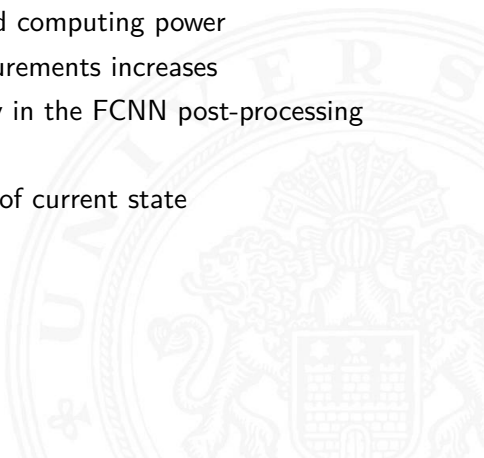 d computing power
urements increases
in the FCNN post-processing
of current state
U N I V E R S